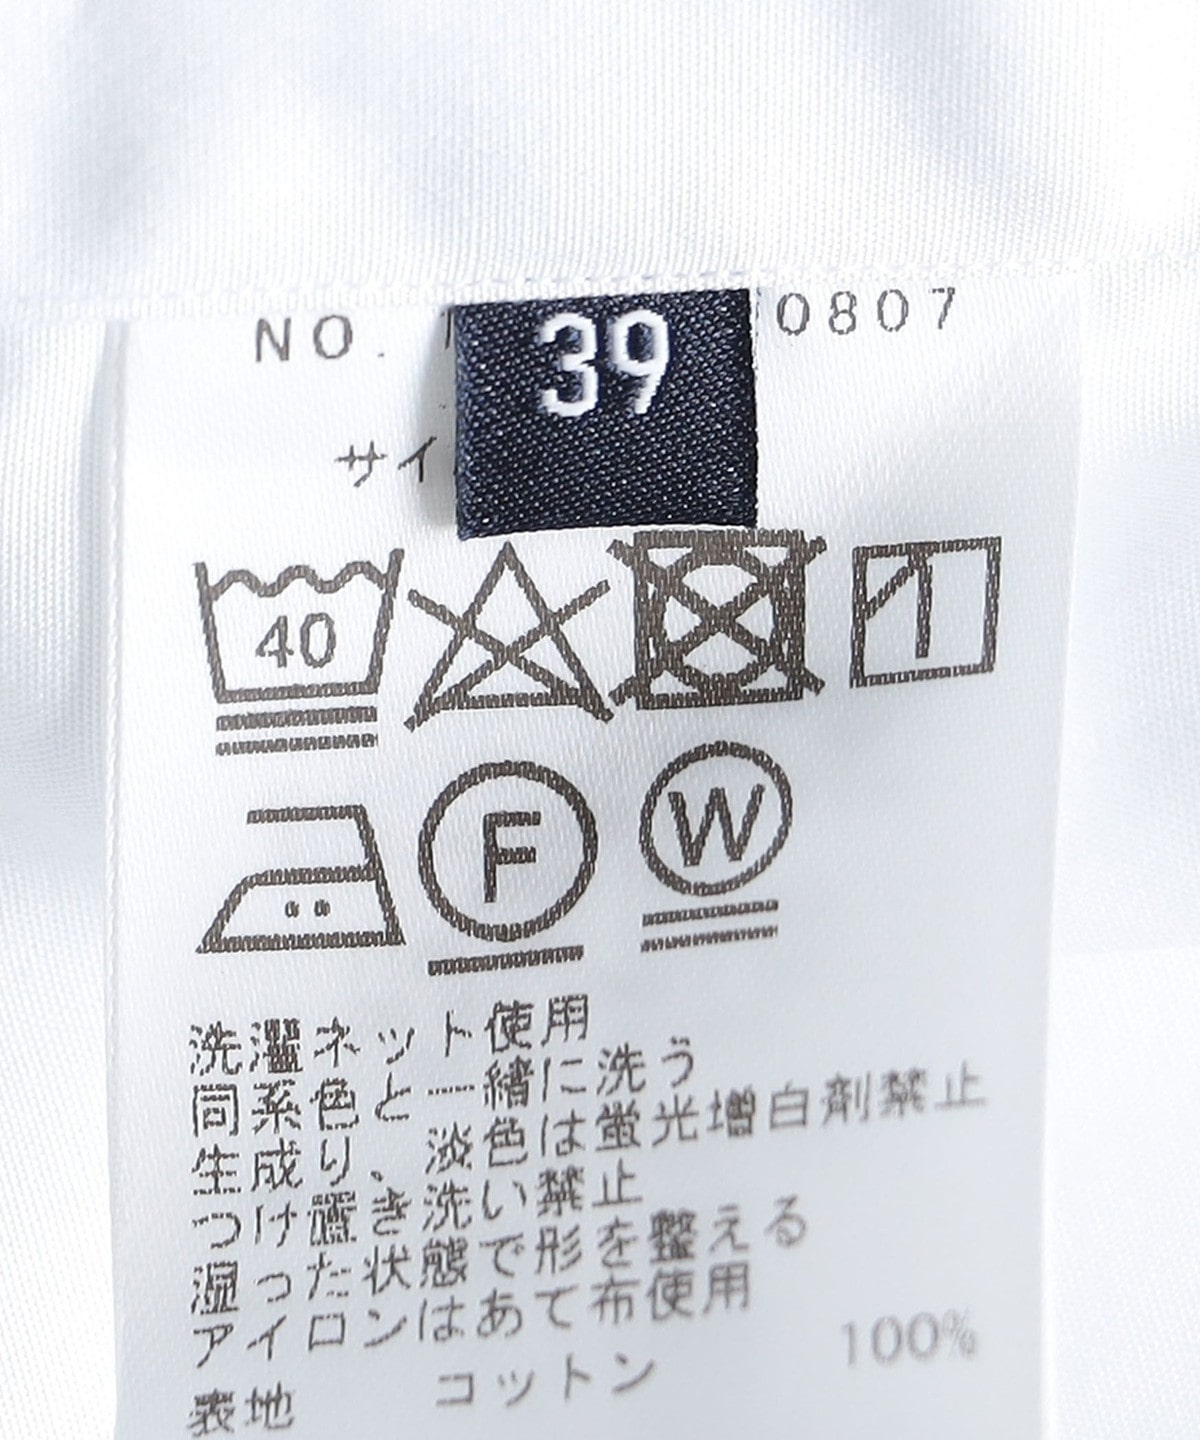 NO.
39
0807
サイ
40
F
W
洗濯ネット使用
同系色と一緒に洗う
生成り、淡色は蛍光増白剤禁止
つけ置き洗い禁止
湿った状態で形を整える
アイロンはあて布使用
表地 コットン 100%